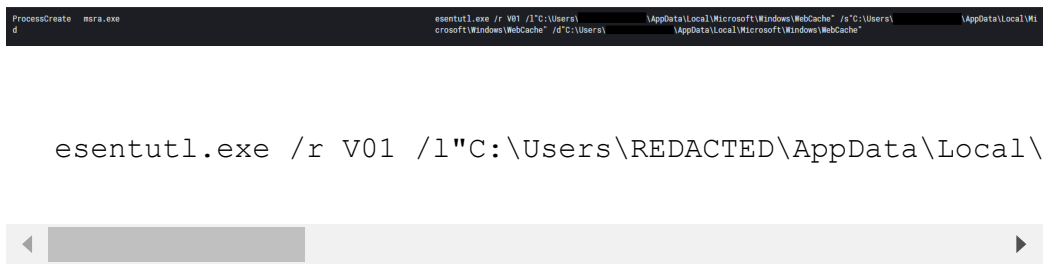 ProcessCreate msra.exe esentutl.exe /r V01 /l"C:\Users\ \AppData\Local\Microsoft\Windows\WebCache" /s"C:\Users\ \AppData\Local\Mi
d crosoft\Windows\WebCache" /d"C:\Users\ \AppData\Local\Microsoft\Windows\WebCache"
esentutl.exe /r V01 /l"C:\Users\REDACTED\AppData\Local\